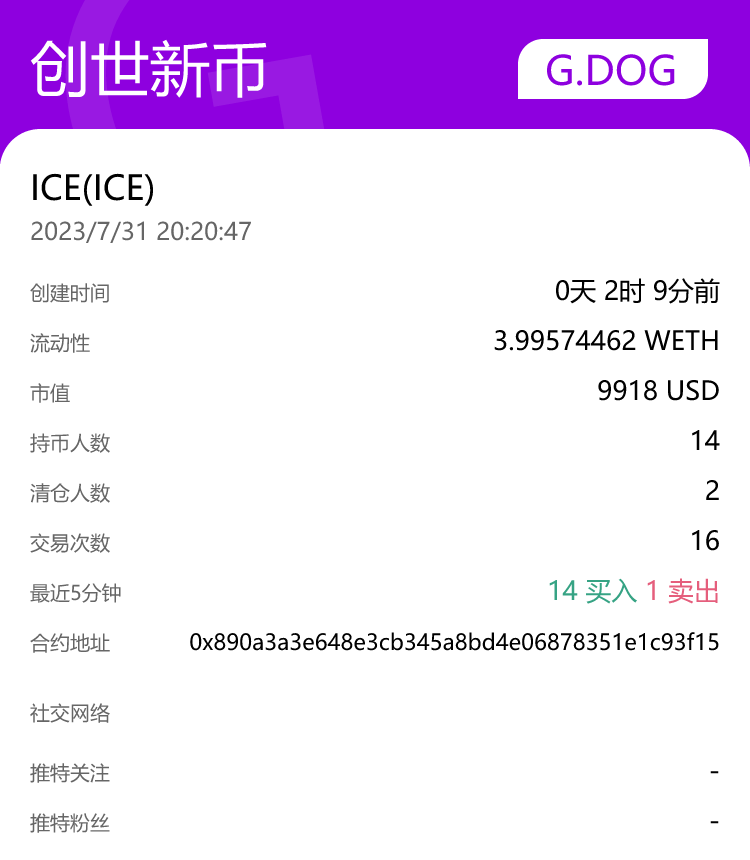 创世新币
G.DOG
ICE(ICE)
2023/7/31 20:20:47
创建时间 0天 2时 9分前
流动性 3.99574462 WETH
市值 9918 USD
持币人数 14
清仓人数 2
交易次数 16
最近5分钟 14 买入 1 卖出
合约地址 0x890a3a3e648e3cb345a8bd4e06878351e1c93f15
社交网络
推特关注 -
推特粉丝 -